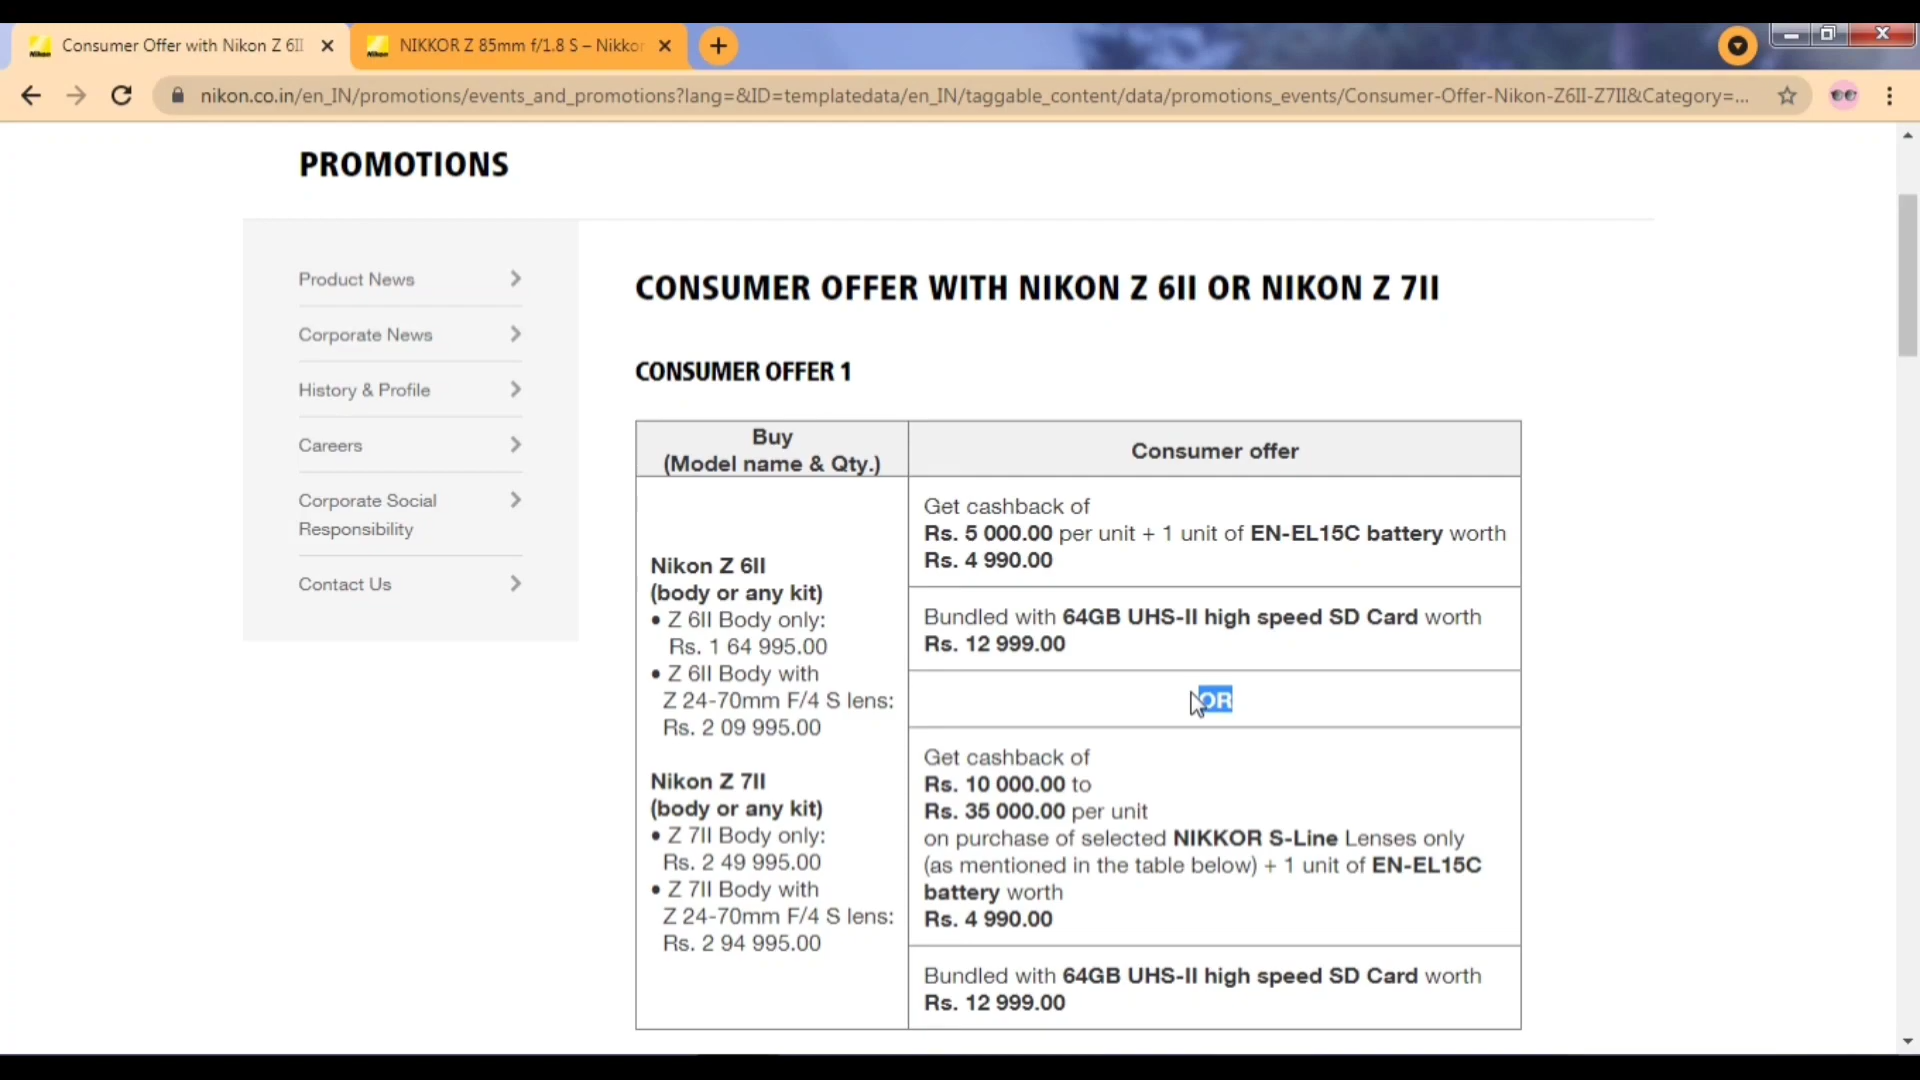 Consumer Offer with Nikon Z 6II
NIKKOR Z 85mm f/1.8 S – Nikkor
nikon.co.in/en_IN/promotions/events_and_promotions?lang=&ID=templatedata/en_IN/taggable_content/data/promotions_events/Consumer-Offer-Nikon-Z6II-Z7II&Category=...
PROMOTIONS
Product News
Corporate News
History & Profile
Careers
Corporate Social
Responsibility
Contact Us
CONSUMER OFFER WITH NIKON Z 6II OR NIKON Z 7II
CONSUMER OFFER 1
Buy
(Model name & Qty.)
Consumer offer
Nikon Z 6II
(body or any kit)
• Z 6II Body only:
Rs. 1 64 995.00
• Z 6II Body with
Z 24-70mm F/4 S lens:
Rs. 2 09 995.00
Nikon Z 7II
(body or any kit)
• Z 7II Body only:
Rs. 2 49 995.00
• Z 7II Body with
Z 24-70mm F/4 S lens:
Rs. 2 94 995.00
Get cashback of
Rs. 5 000.00 per unit + 1 unit of EN-EL15C battery worth
Rs. 4 990.00
Bundled with 64GB UHS-II high speed SD Card worth
Rs. 12 999.00
OR
Get cashback of
Rs. 10 000.00 to
Rs. 35 000.00 per unit
on purchase of selected NIKKOR S-Line Lenses only
(as mentioned in the table below) + 1 unit of EN-EL15C
battery worth
Rs. 4 990.00
Bundled with 64GB UHS-II high speed SD Card worth
Rs. 12 999.00